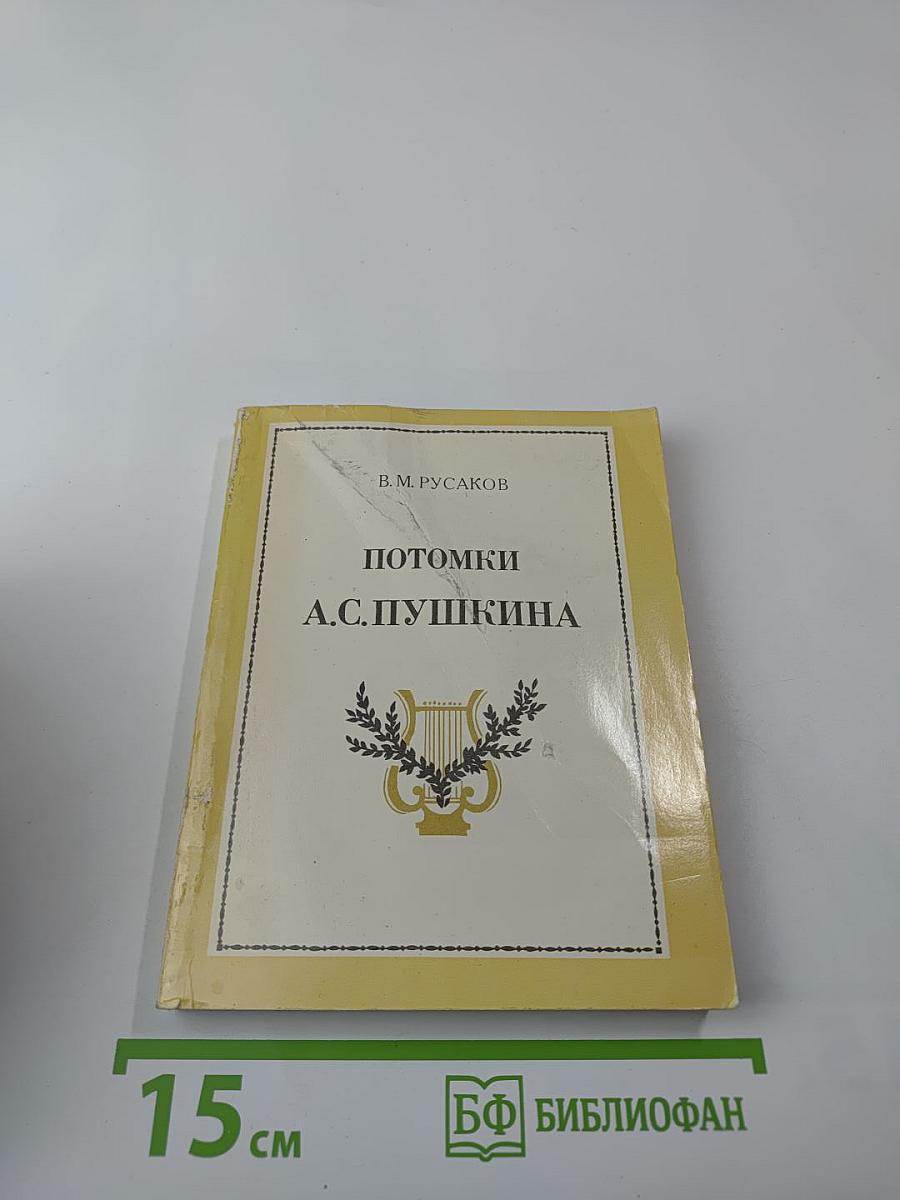 В. М. РУСАКОВ
ПОТОМКИ
А.С.ПУШКИНА
15 см
БФ БИБЛИОФАН